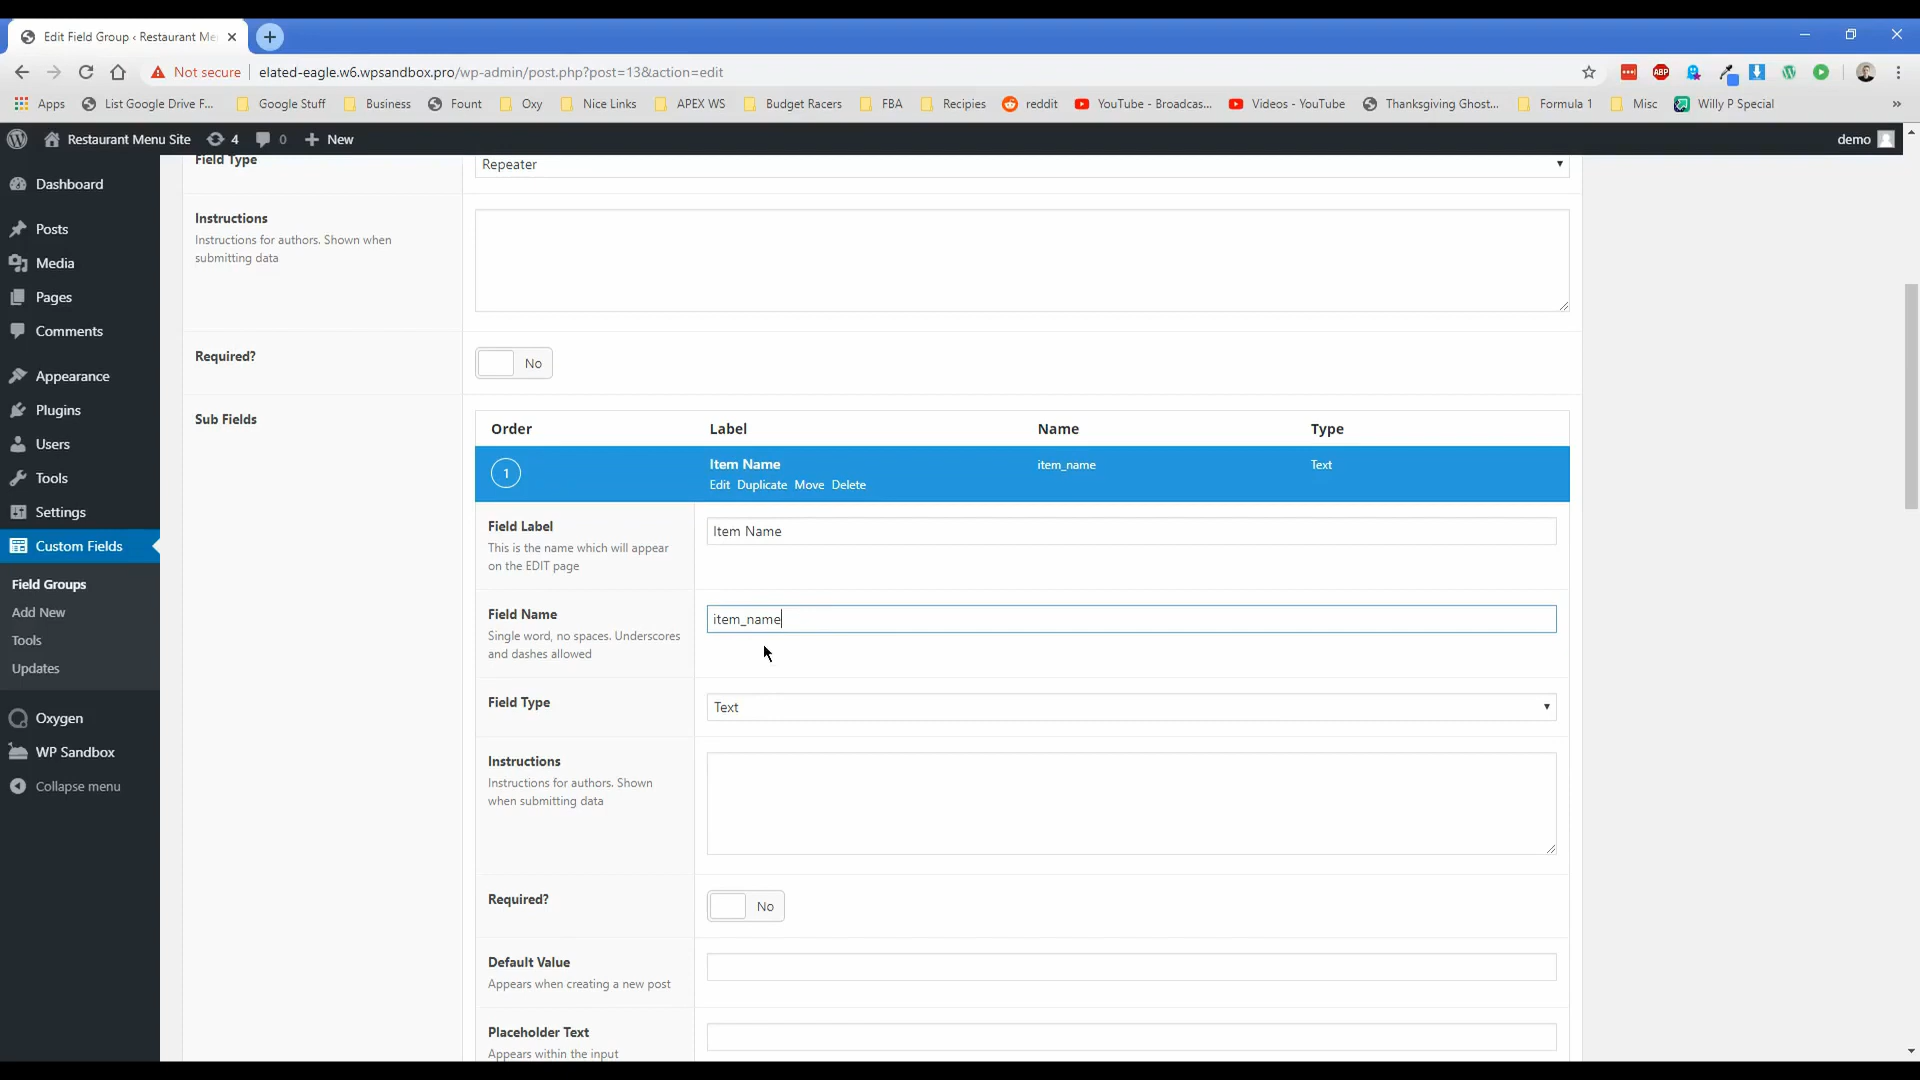 Edit Field Group ‹ Restaurant Me
Not secure
elated-eagle.w6.wpsandbox.pro/wp-admin/post.php?post=13&action=edit
ABP
Apps
List Google Drive F...
Google Stuff
Business
Fount
Oxy
Nice Links
APEX WS
Budget Racers
FBA
Recipies
reddit
YouTube - Broadcas...
Videos - YouTube
Thanksgiving Ghost...
Formula 1
Misc
Willy P Special
»
Restaurant Menu Site
4
0
New
demo
Dashboard
Posts
Media
Pages
Comments
Appearance
Plugins
Users
Tools
Settings
Custom Fields
Field Groups
Add New
Tools
Updates
Oxygen
WP Sandbox
Collapse menu
Field Type
Repeater
Instructions
Instructions for authors. Shown when
submitting data
Required?
No
Sub Fields
Order
Label
Name
Type
1
Item Name
item_name
Text
Edit Duplicate Move Delete
Field Label
This is the name which will appear
on the EDIT page
Item Name
Field Name
Single word, no spaces. Underscores
and dashes allowed
item_name
Field Type
Text
Instructions
Instructions for authors. Shown
when submitting data
Required?
No
Default Value
Appears when creating a new post
Placeholder Text
Appears within the input